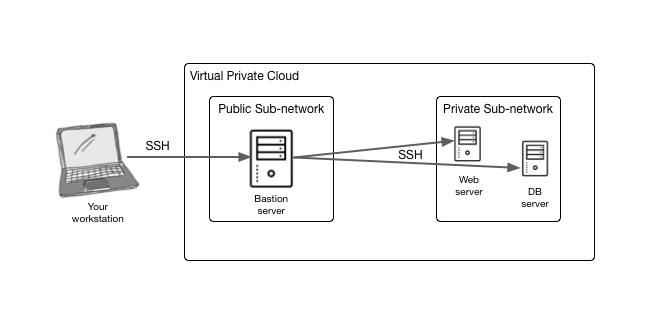 Virtual Private Cloud
Public Sub-network
Private Sub-network
SSH
SSH
Your
workstation
Bastion
server
Web
server
DB
server